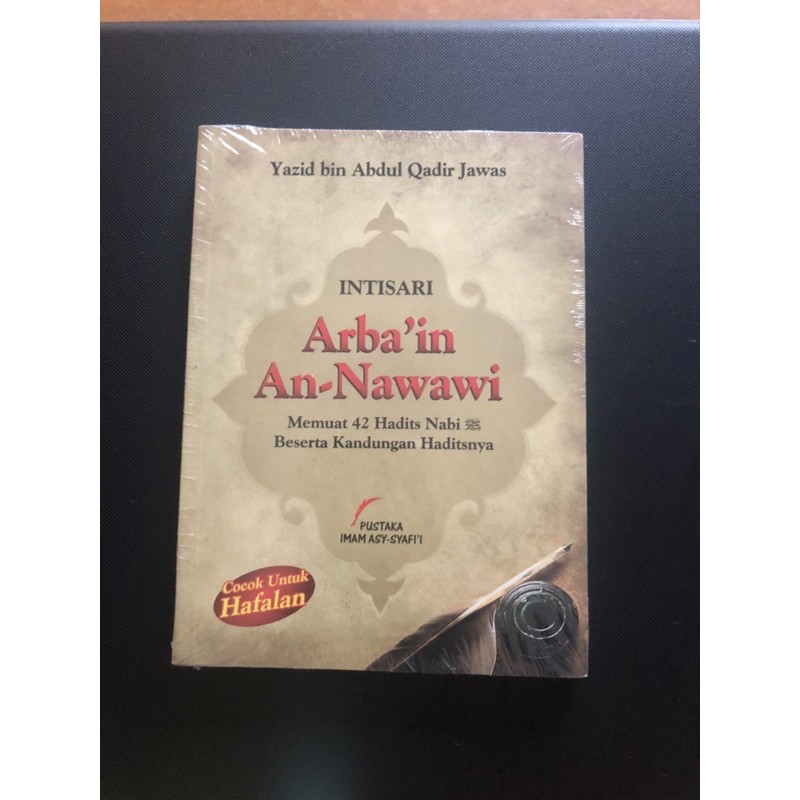 Yazid bin Abdul Qadir Jawas
INTISARI
Arba'in
An-Nawawi
Memuat 42 Hadits Nabi ﷺ
Beserta Kandungan Haditsnya
PUSTAKA
IMAM ASY-SYAFI'I
Cocok Untuk
Hafalan